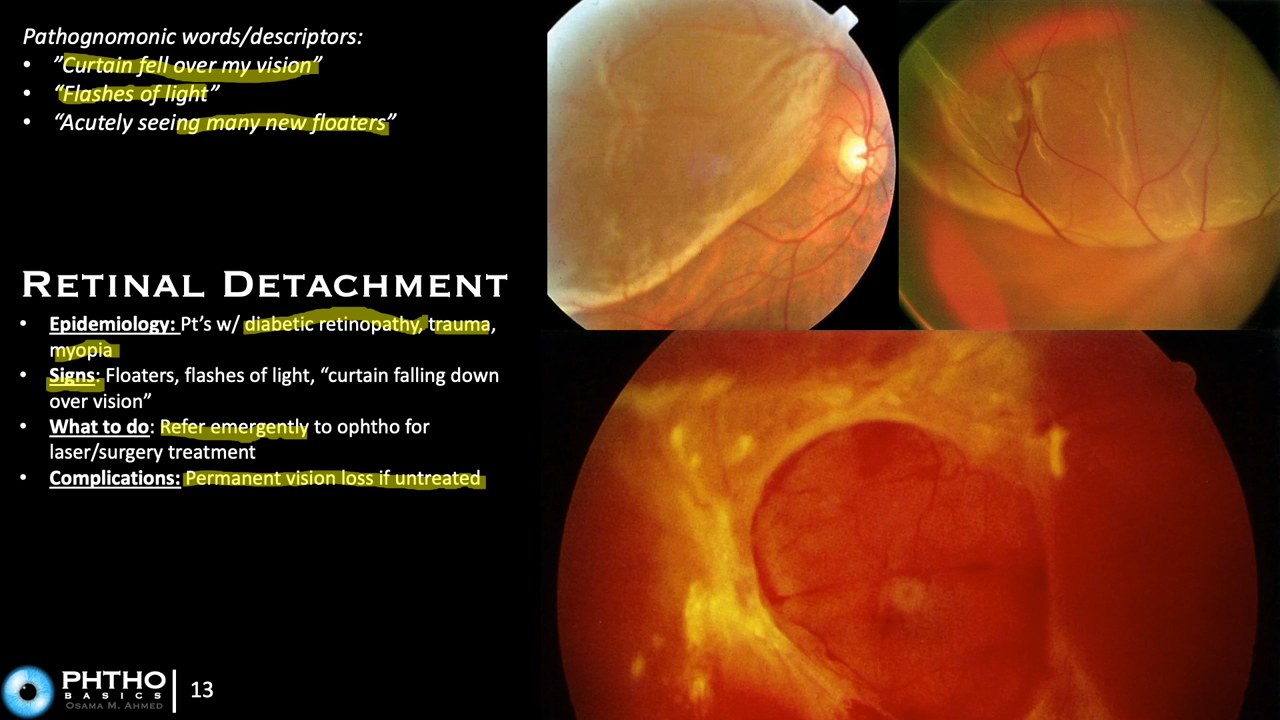 Pathognomonic words/descriptors:
• ”Curtain fell over my vision”
• “Flashes of light”
• “Acutely seeing many new floaters”
RETINAL DETACHMENT
• Epidemiology: Pt’s w/ diabetic retinopathy, trauma,
myopia
• Signs: Floaters, flashes of light, “curtain falling down
over vision”
• What to do: Refer emergently to ophtho for
laser/surgery treatment
• Complications: Permanent vision loss if untreated
PHTHO
BASICS
OSAMA M. AHMED
13